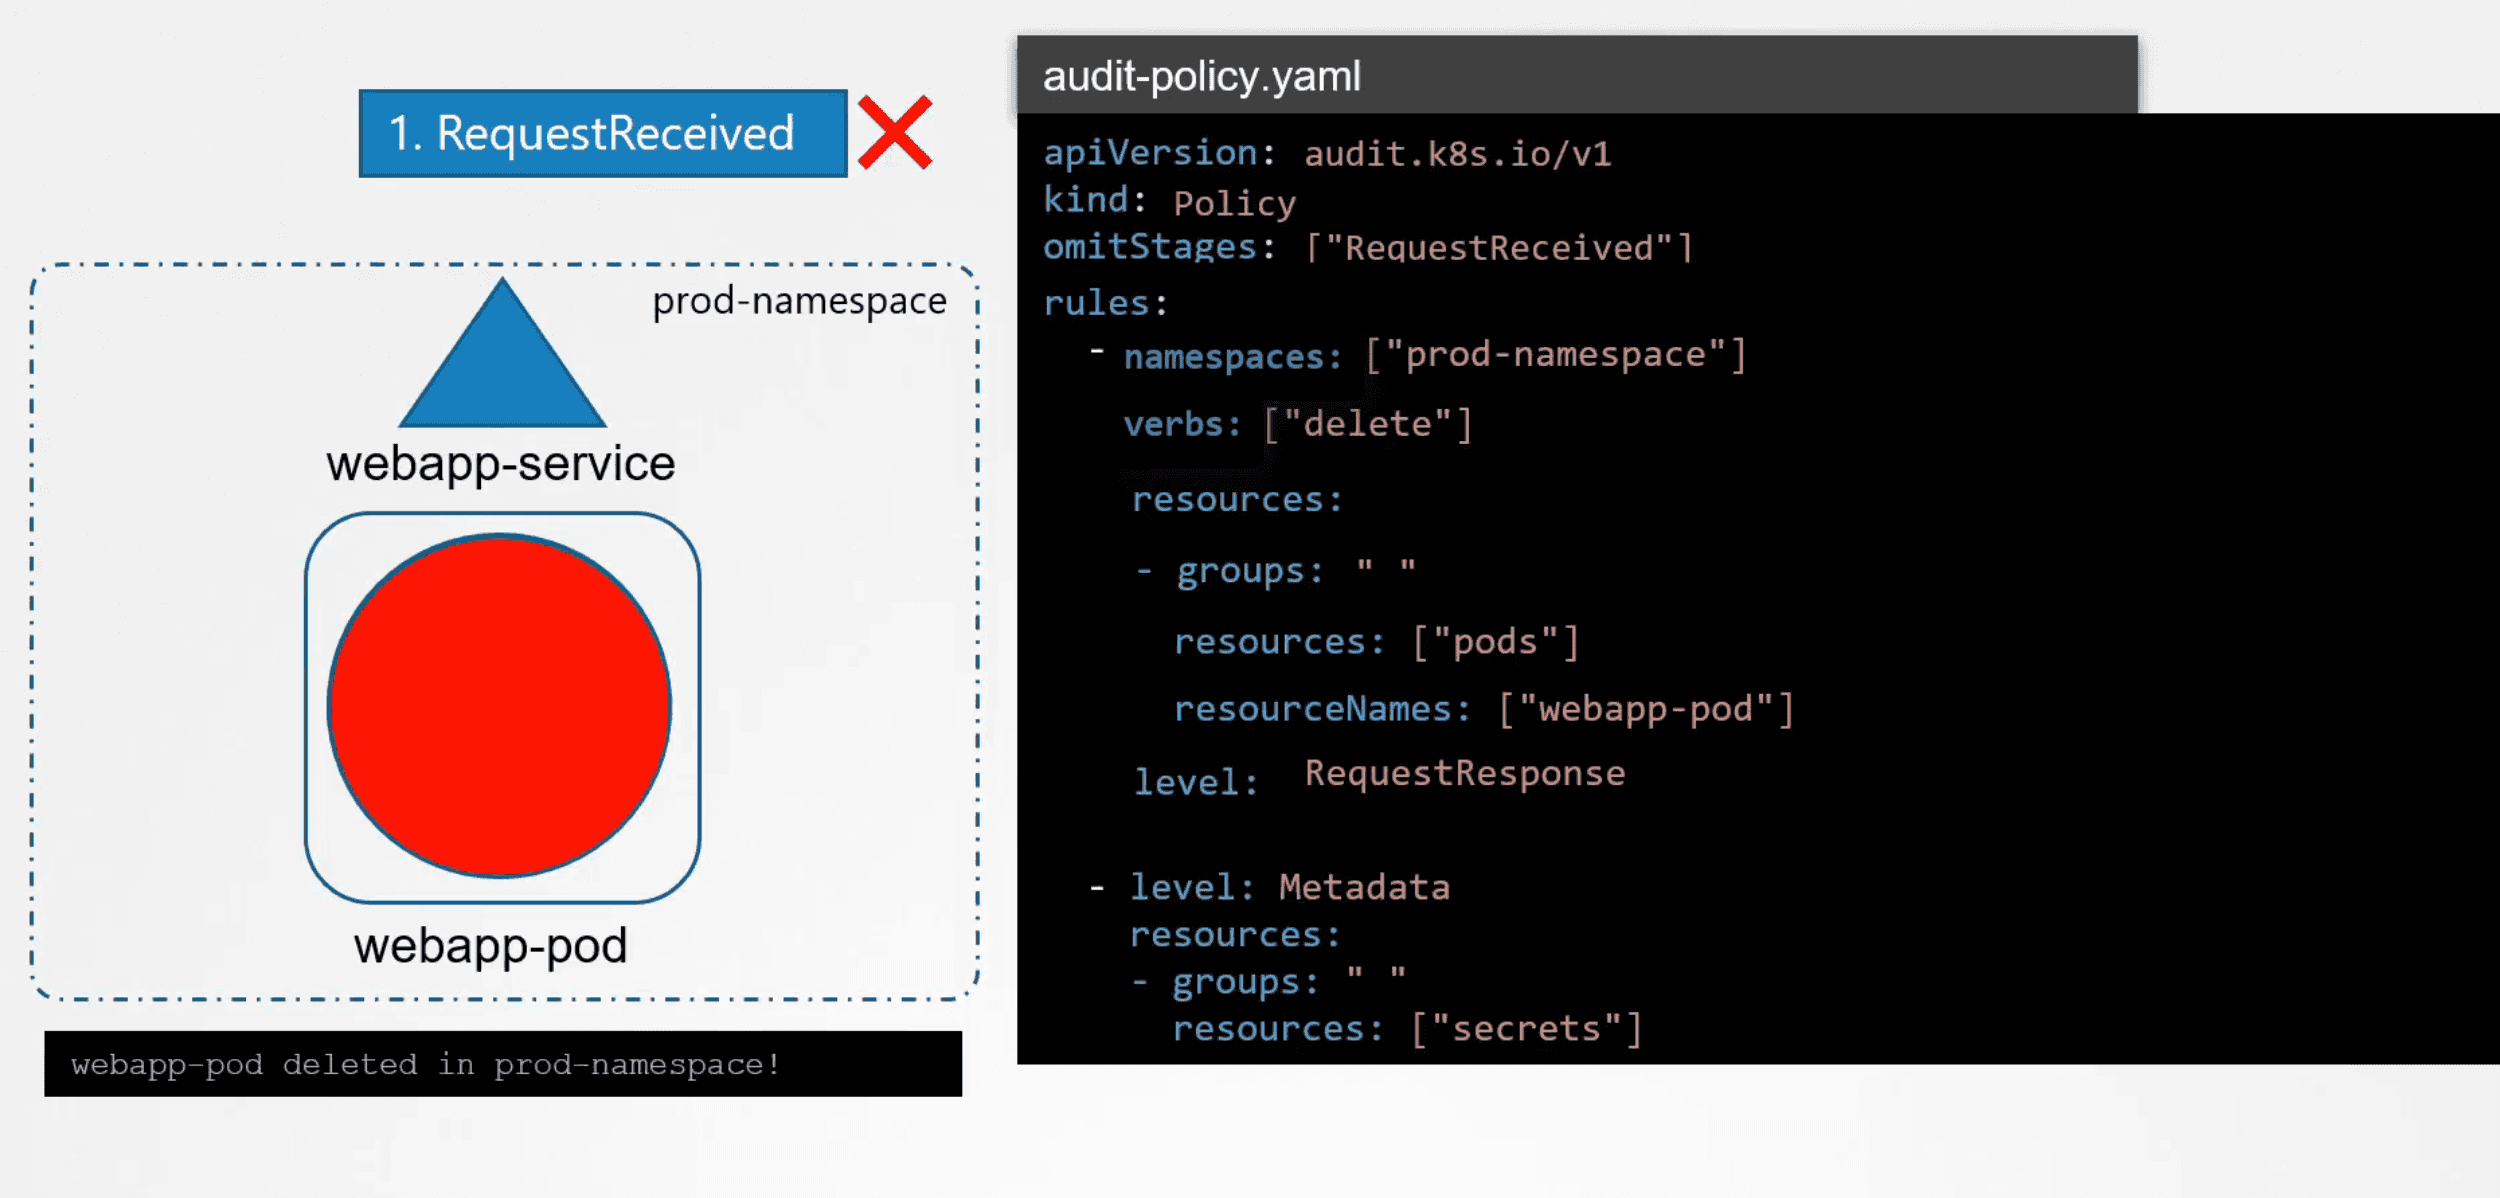 1. RequestReceived
prod-namespace
webapp-service
webapp-pod
webapp-pod deleted in prod-namespace!
audit-policy.yaml
apiVersion: audit.k8s.io/v1
kind: Policy
omitStages: ["RequestReceived"]
rules:
- namespaces: ["prod-namespace"]
verbs: ["delete"]
resources:
- groups: " "
resources: ["pods"]
resourceNames: ["webapp-pod"]
level: RequestResponse
- level: Metadata
resources:
- groups: " "
resources: ["secrets"]